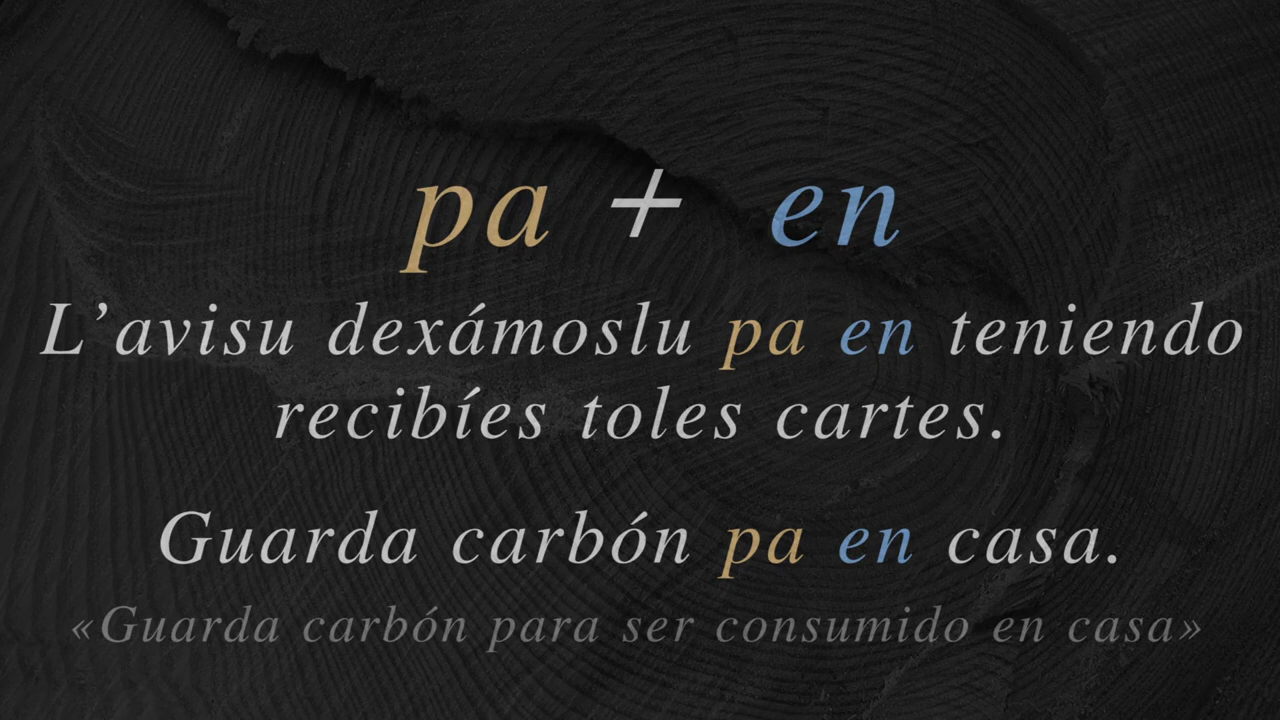 pa + en
L’avisu dexámoslu pa en teniendo
recibíes toles cartes.
Guarda carbón pa en casa.
«Guarda carbón para ser consumido en casa»